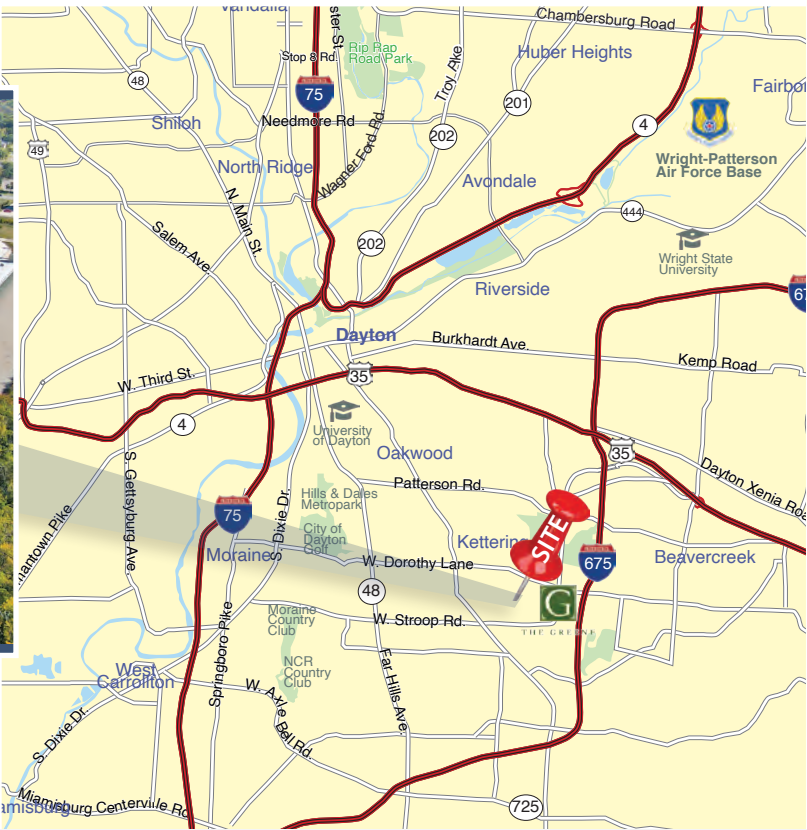 Vandalia
Chambersburg Road
Rip Rap
Road Park
Stop 8 Rd.
Huber Heights
48
75
Troy Pike
201
Shiloh
Needmore Rd
202
4
49
North Ridge
Wagner Ford Rd.
Avondale
Wright-Patterson
Air Force Base
N. Main St.
444
Salem Ave.
202
Wright State
University
Riverside
Dayton
Burkhardt Ave.
Kemp Road
W. Third St.
35
4
University
of Dayton
Oakwood
35
S. Gettsyburg Ave.
Patterson Rd.
Dayton Xenia Roa
Hills & Dales
Metropark
75
S. Dixie Dr.
City of
Dayton
Golf
SITE
Kettering
Moraine
W. Dorothy Lane
675
Beavercreek
48
G
THE GREENE
Moraine
Country
Club
W. Stroop Rd.
Springboro Pike
NCR
Country
Club
Far Hills Ave.
West
Carrollton
W. Axle
Bel Rd.
S. Dixie Dr.
Miamisburg Centerville Rd
amisburg
725